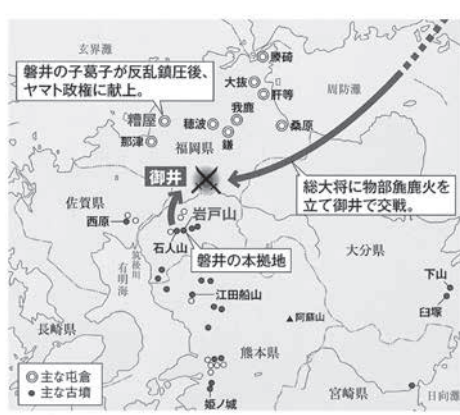 玄界灘
勝碕
大抜
肝等
周防灘
磐井の子葛子が反乱鎮圧後、
ヤマト政権に献上。
糟屋
穂波
我鹿
鎌
桑原
那津
福岡県
御井
総大将に物部麁鹿火を
立て御井で交戦。
佐賀県
西原
岩戸山
石人山
磐井の本拠地
筑後川
有明海
大分県
下山
臼塚
江田船山
阿蘇山
長崎県
熊本県
◎主な屯倉
●主な古墳
姫ノ城
宮崎県
日向灘